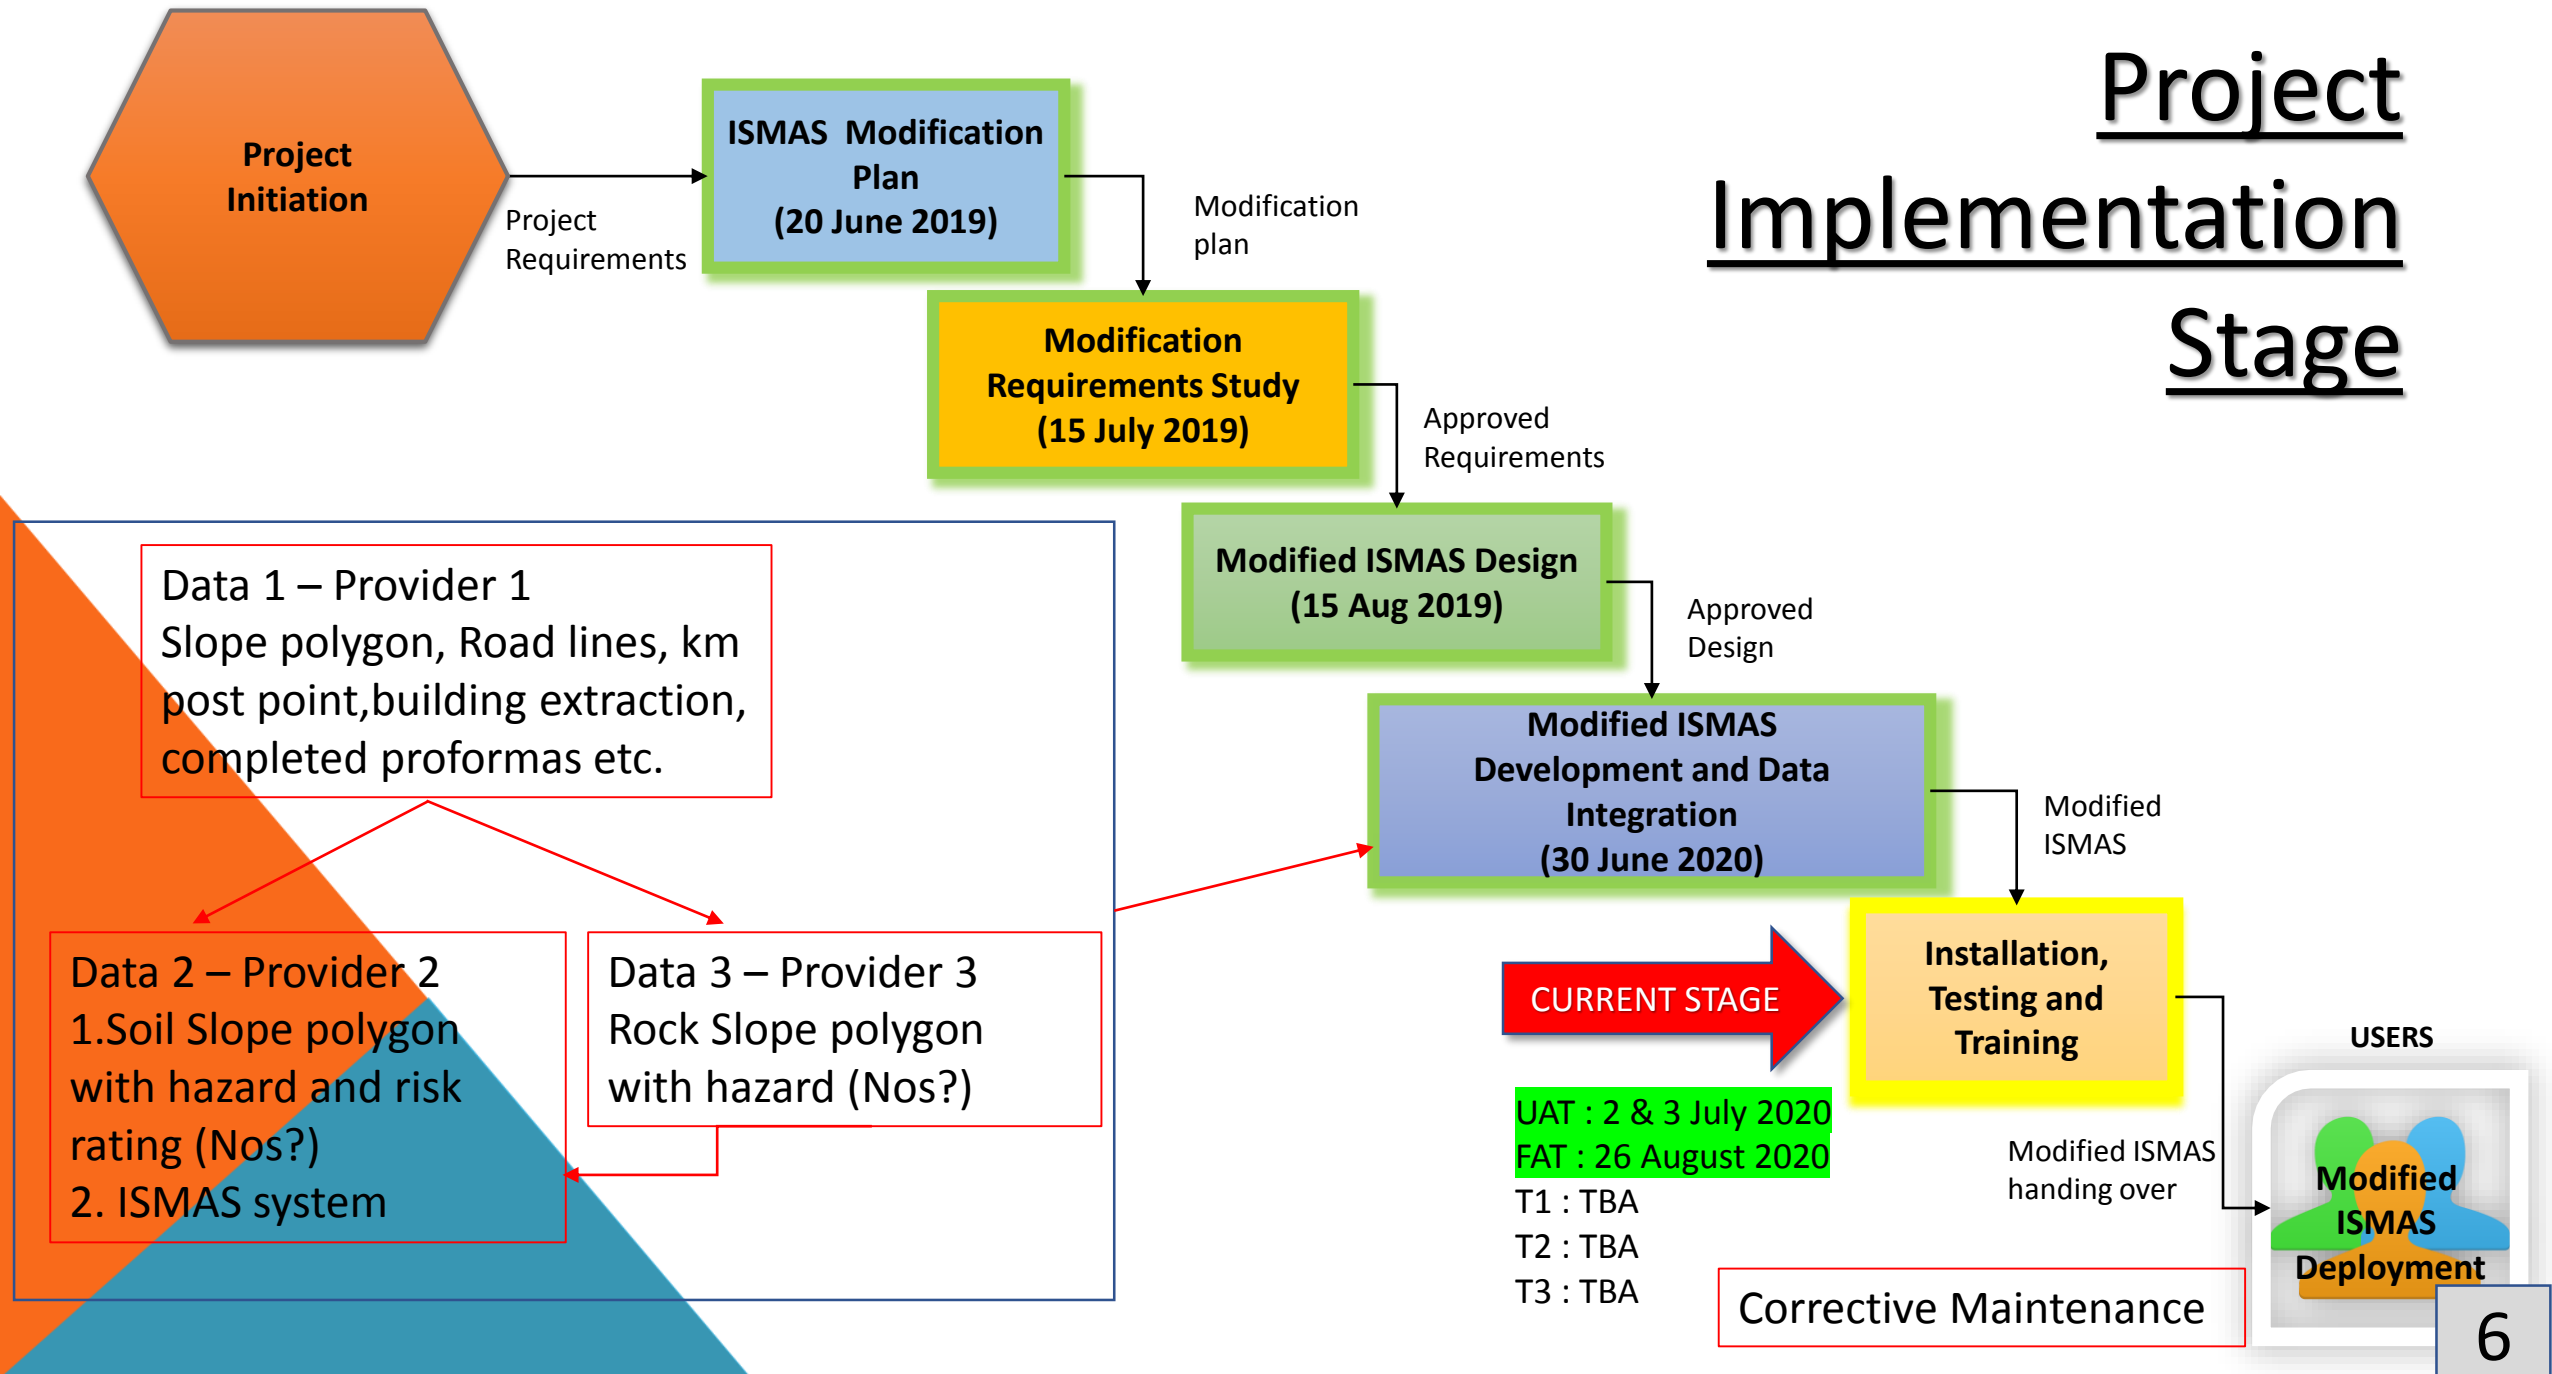 Project
Implementation
Stage
Project
Initiation
Project
Requirements
ISMAS  Modification
Plan
(20 June 2019)
Modification
plan
Modification
Requirements Study
(15 July 2019)
Approved
Requirements
Modified ISMAS Design
(15 Aug 2019)
Approved
Design
Modified ISMAS
Development and Data
Integration
(30 June 2020)
Modified
ISMAS
Data 1 – Provider 1
Slope polygon, Road lines, km
post point,building extraction,
completed proformas etc.
Data 2 – Provider 2
1.Soil Slope polygon
with hazard and risk
rating (Nos?)
2. ISMAS system
Data 3 – Provider 3
Rock Slope polygon
with hazard (Nos?)
CURRENT STAGE
Installation,
Testing and
Training
UAT : 2 & 3 July 2020
FAT : 26 August 2020
T1 : TBA
T2 : TBA
T3 : TBA
Modified ISMAS
handing over
USERS
Modified
ISMAS
Deployment
Corrective Maintenance
6